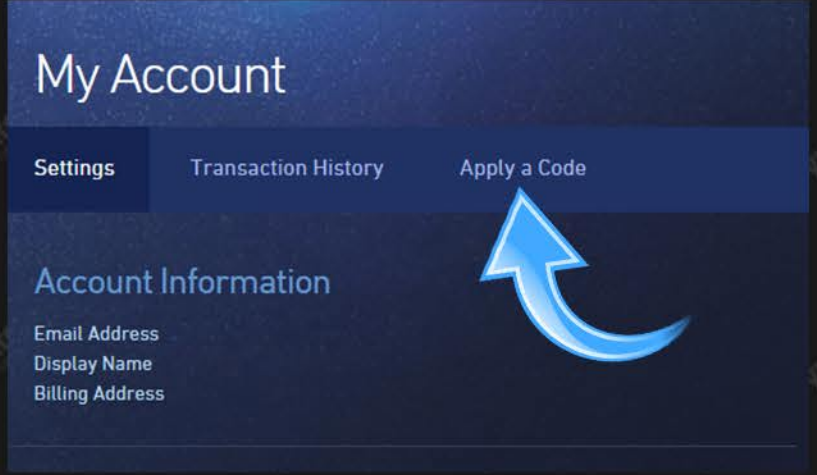 My Account
Settings Transaction History Apply a Code
Account Information
Email Address
Display Name
Billing Address